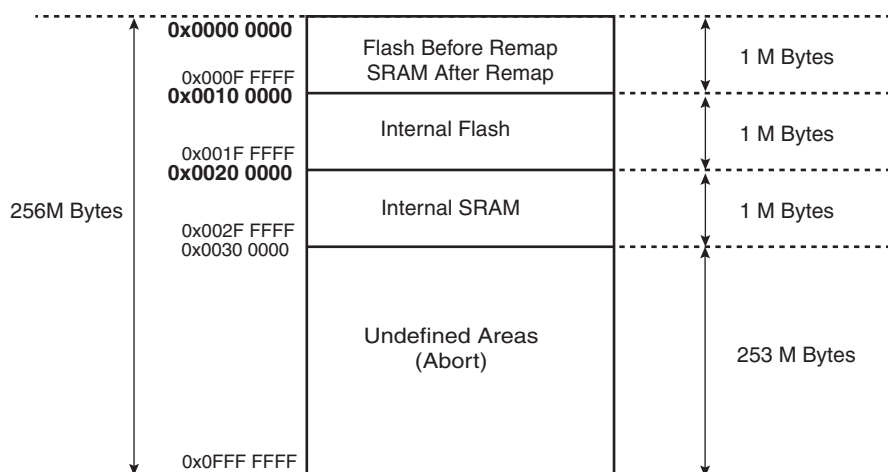 0x0000 0000
Flash Before Remap
SRAM After Remap
1 M Bytes
0x000F FFFF
0x0010 0000
Internal Flash
1 M Bytes
0x001F FFFF
0x0020 0000
256M Bytes
Internal SRAM
1 M Bytes
0x002F FFFF
0x0030 0000
Undefined Areas
(Abort)
253 M Bytes
0x0FFF FFFF